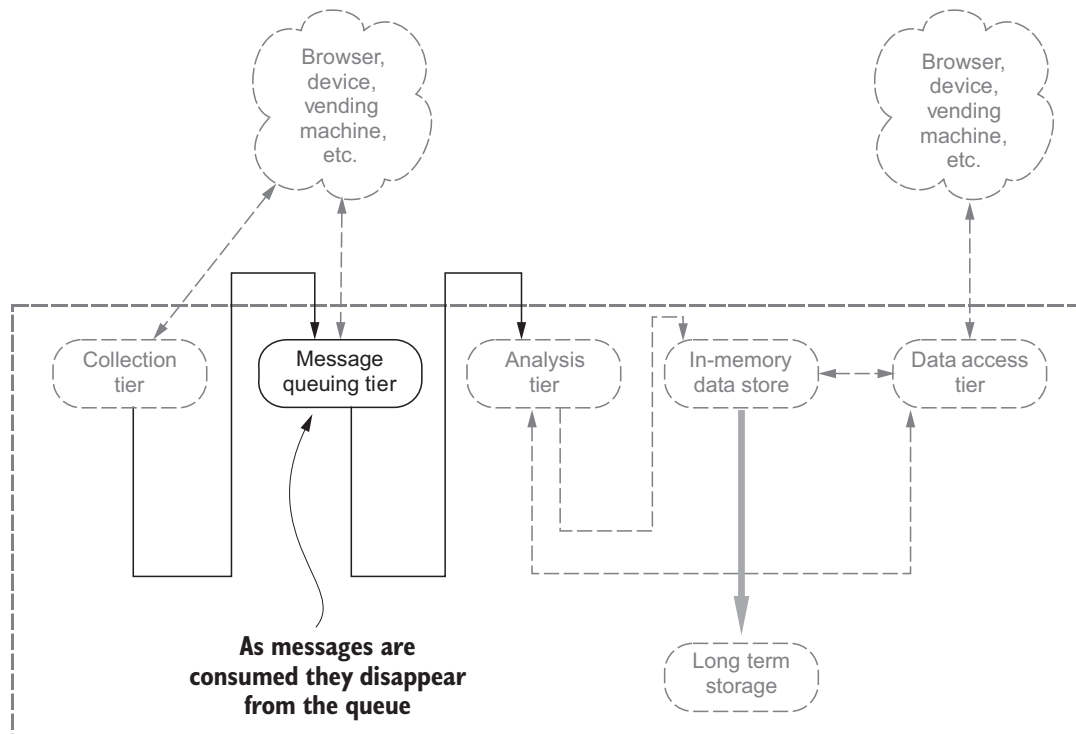 Browser,
device,
vending
machine,
etc.
Browser,
device,
vending
machine,
etc.
Collection
tier
Message
queuing tier
Analysis
tier
In-memory
data store
Data access
tier
As messages are
consumed they disappear
from the queue
Long term
storage